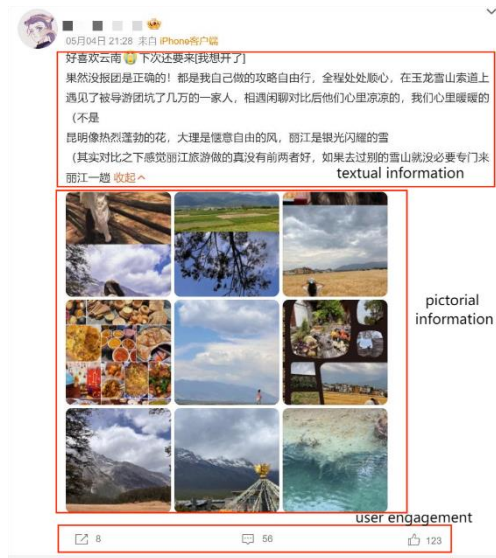 05月04日 21:28 来自 iPhone客户端
好喜欢云南 下次还要来[我想开了]
果然没报团是正确的！都是我自己做的攻略自由行，全程处处顺心，在玉龙雪山索道上
遇见了被导游团坑了几万的一家人，相遇闲聊对比后他们心里凉凉的，我们心里暖暖的
（不是
昆明像热烈蓬勃的花，大理是惬意自由的风，丽江是银光闪耀的雪
（其实对比之下感觉丽江旅游做的真没有前两者好，如果去过别的雪山就没必要专门来
丽江一趟 收起
textual information
pictorial
information
user engagement
8
56
123